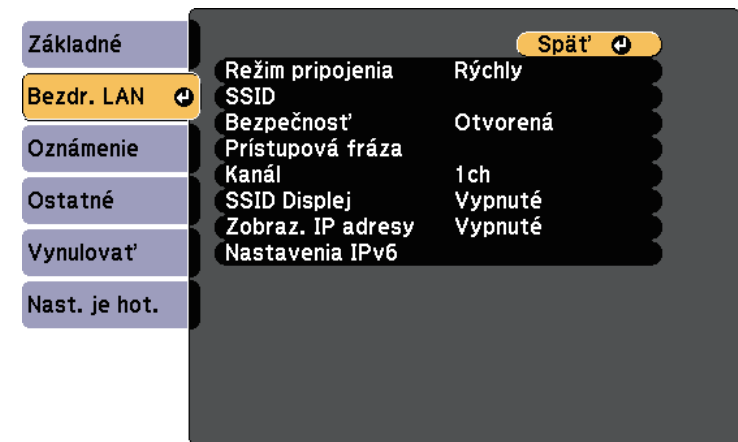 Základné
Bezdr. LAN
Oznámenie
Ostatné
Vynulovať
Nast. je hot.
Späť
Režim pripojenia Rýchly
SSID
Bezpečnosť Otvorená
Prístupová fráza
Kanál 1ch
SSID Displej Vypnuté
Zobraz. IP adresy Vypnuté
Nastavenia IPv6